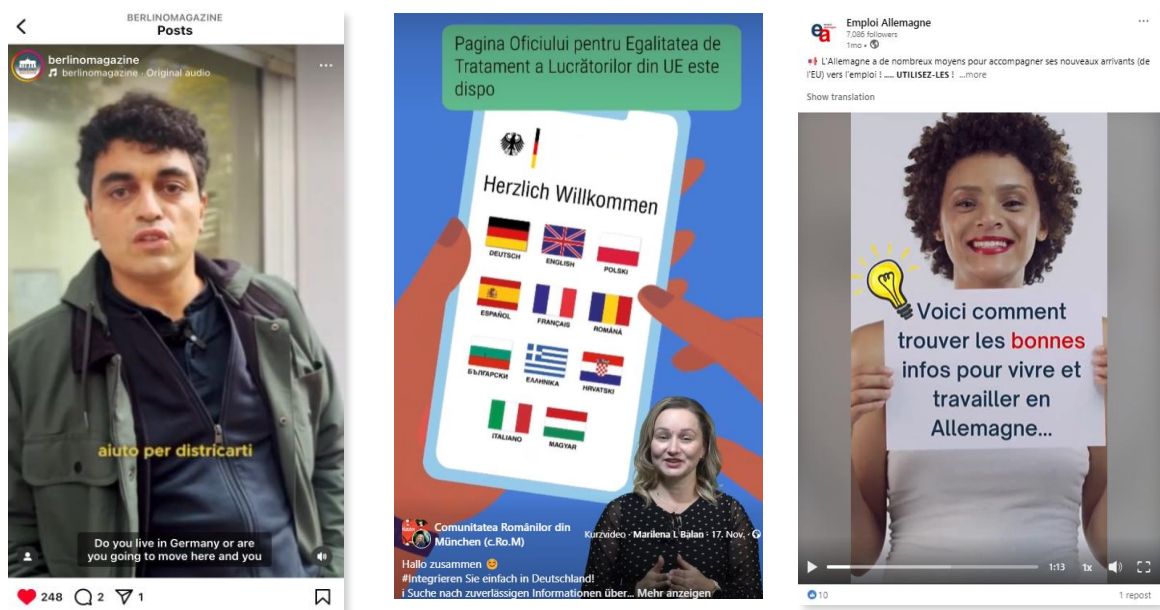 BERLINOMAGAZINE
Posts
berlinomagazine
berlinomagazine · Original audio
aiuto per districarti
Do you live in Germany or are
you going to move here and you
248
2
1
Pagina Oficiului pentru Egalitatea de
Tratament a Lucrătorilor din UE este
dispo
Herzlich Willkommen
DEUTSCH
ENGLISH
POLSKI
ESPAÑOL
FRANÇAIS
ROMÂNĂ
БЪЛГАРСКИ
ΕΛΛΗΝΙΚΑ
HRVATSKI
ITALIANO
MAGYAR
Comunitatea Românilor din
München (c.Ro.M)
Kurzvideo · Marilena L Balan · 17. Nov. ·
Hallo zusammen 😊
#Integrieren Sie einfach in Deutschland!
i Suche nach zuverlässigen Informationen über... Mehr anzeigen
ea
Emploi Allemagne
7,086 followers
1mo •
L'Allemagne a de nombreux moyens pour accompagner ses nouveaux arrivants (de
l'EU) vers l'emploi ! .... UTILISEZ-LES ! ...more
Show translation
Voici comment
trouver les bonnes
infos pour vivre et
travailler en
Allemagne...
1:13 1x
10
1 repost